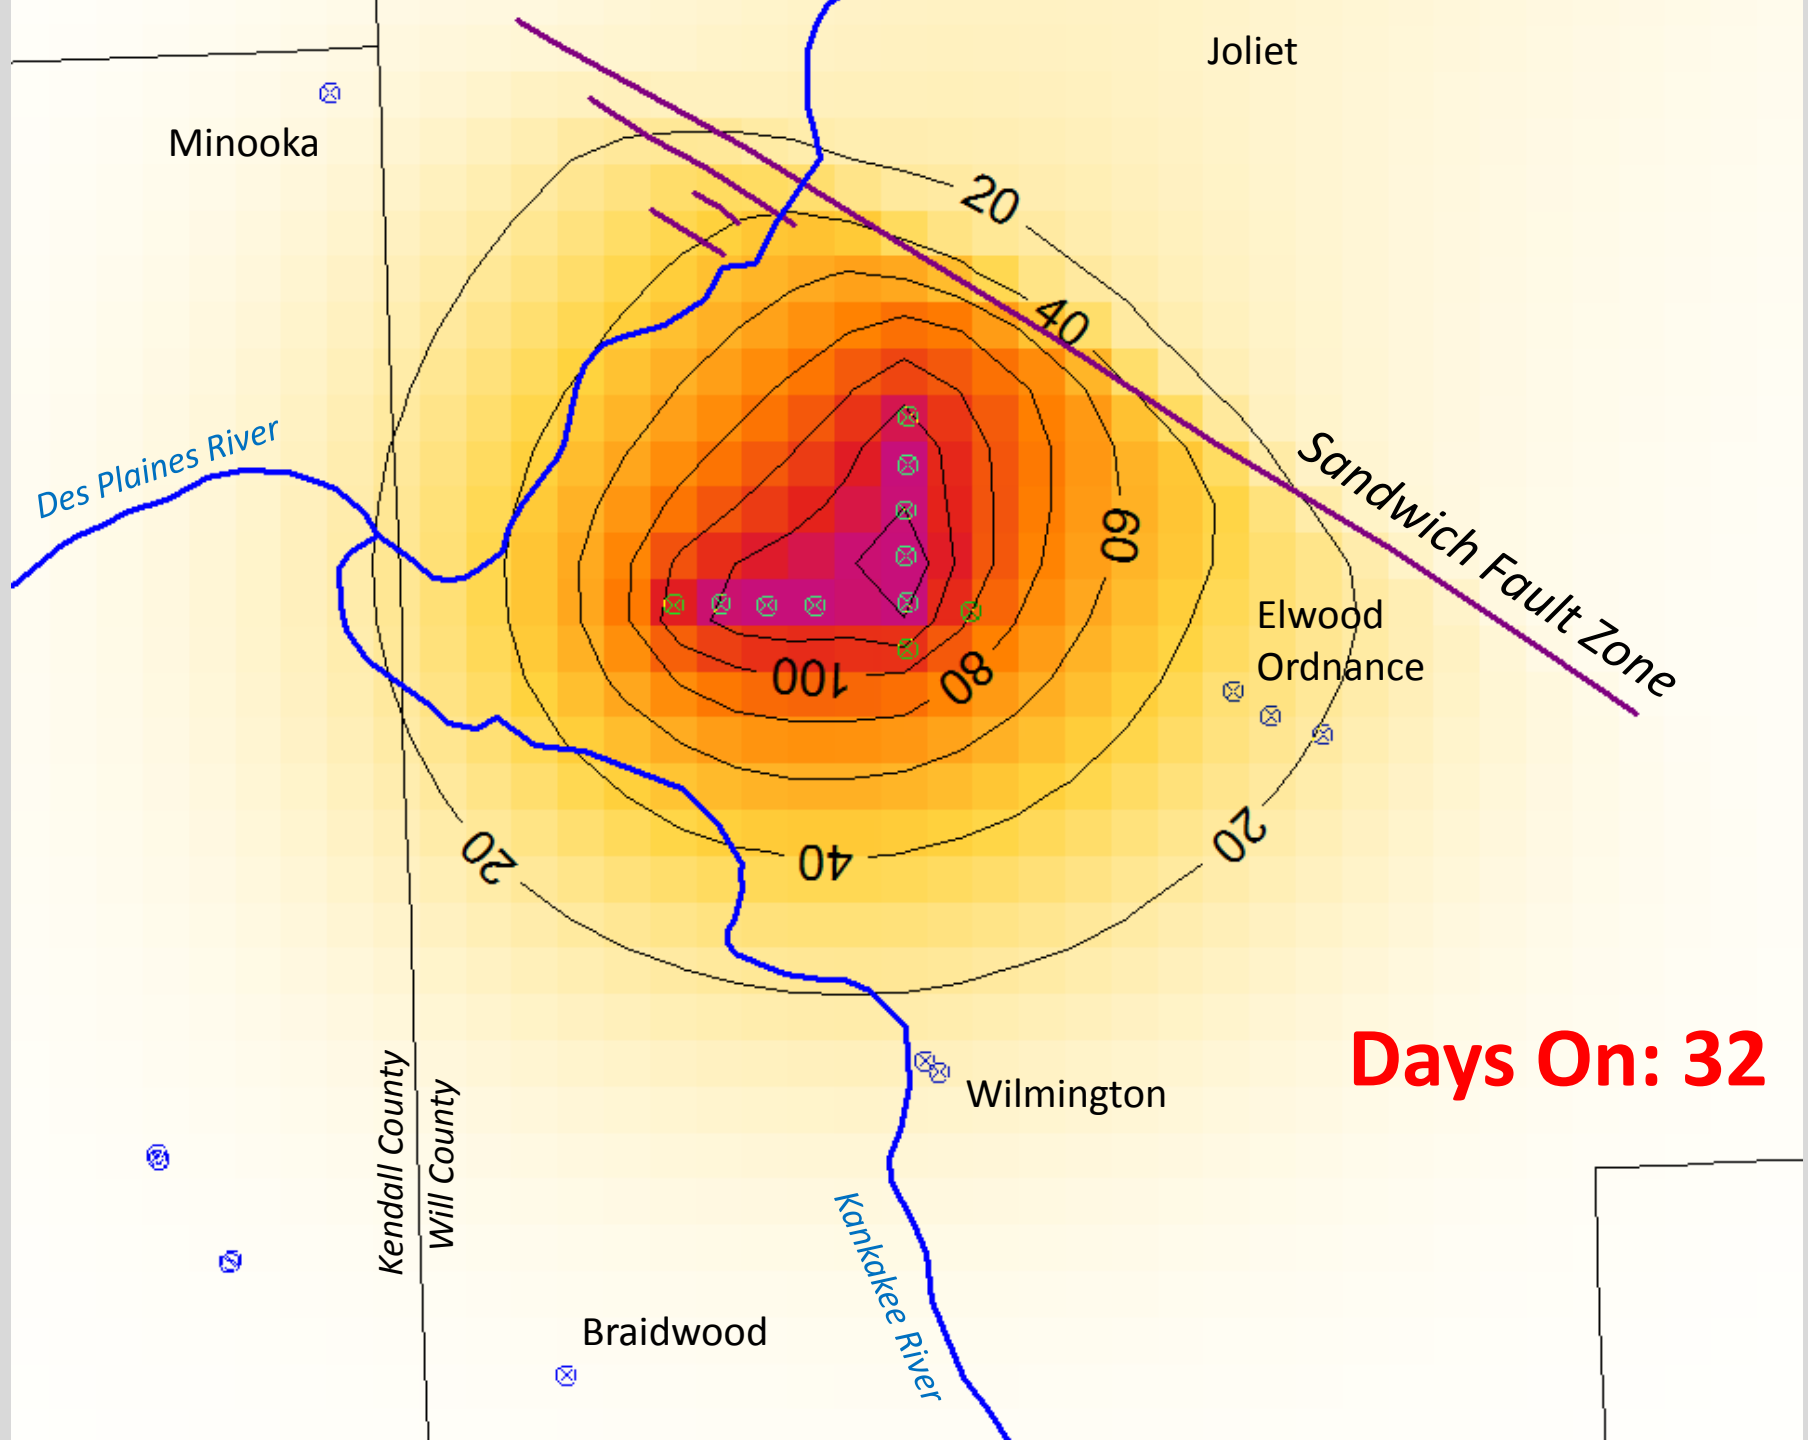 Joliet
Minooka
20
40
Des Plaines River
Sandwich Fault Zone
60
Elwood
Ordnance
100
80
20
40
20
Days On: 32
Wilmington
Kendall County
Will County
Kankakee River
Braidwood